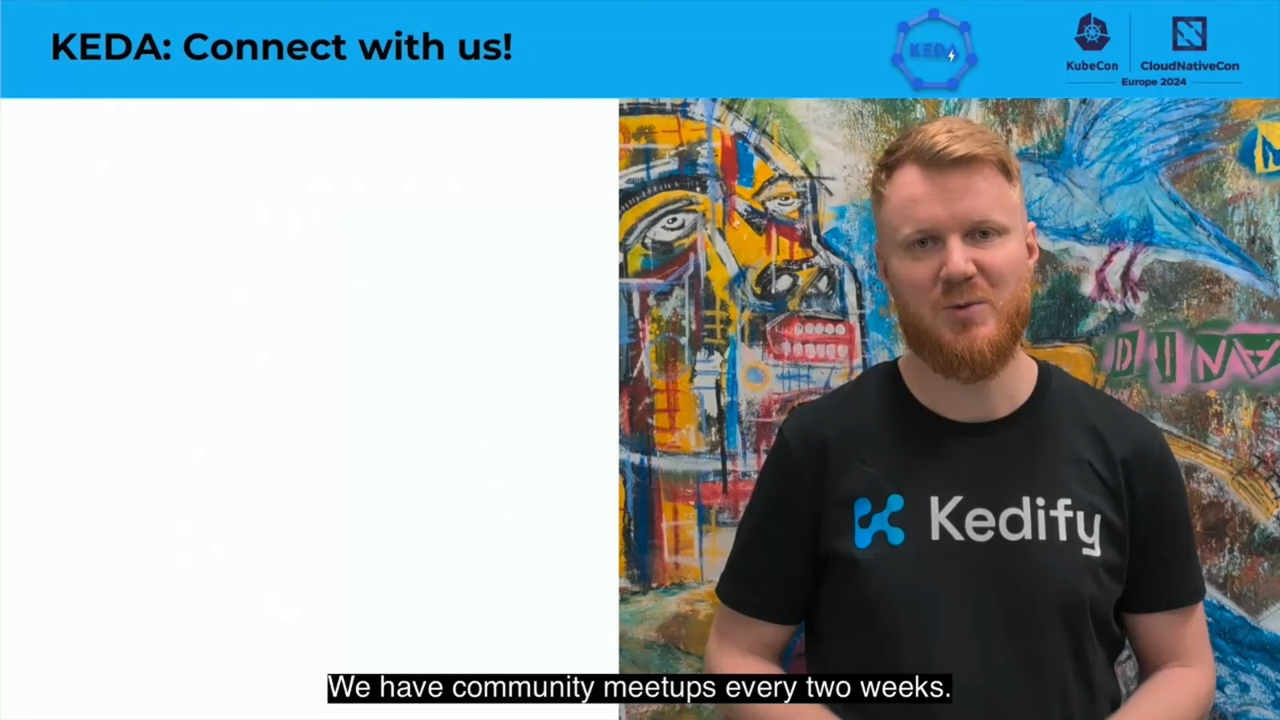 KEDA: Connect with us!
KEDA
KubeCon
CloudNativeCon
Europe 2024
Kedify
We have community meetups every two weeks.